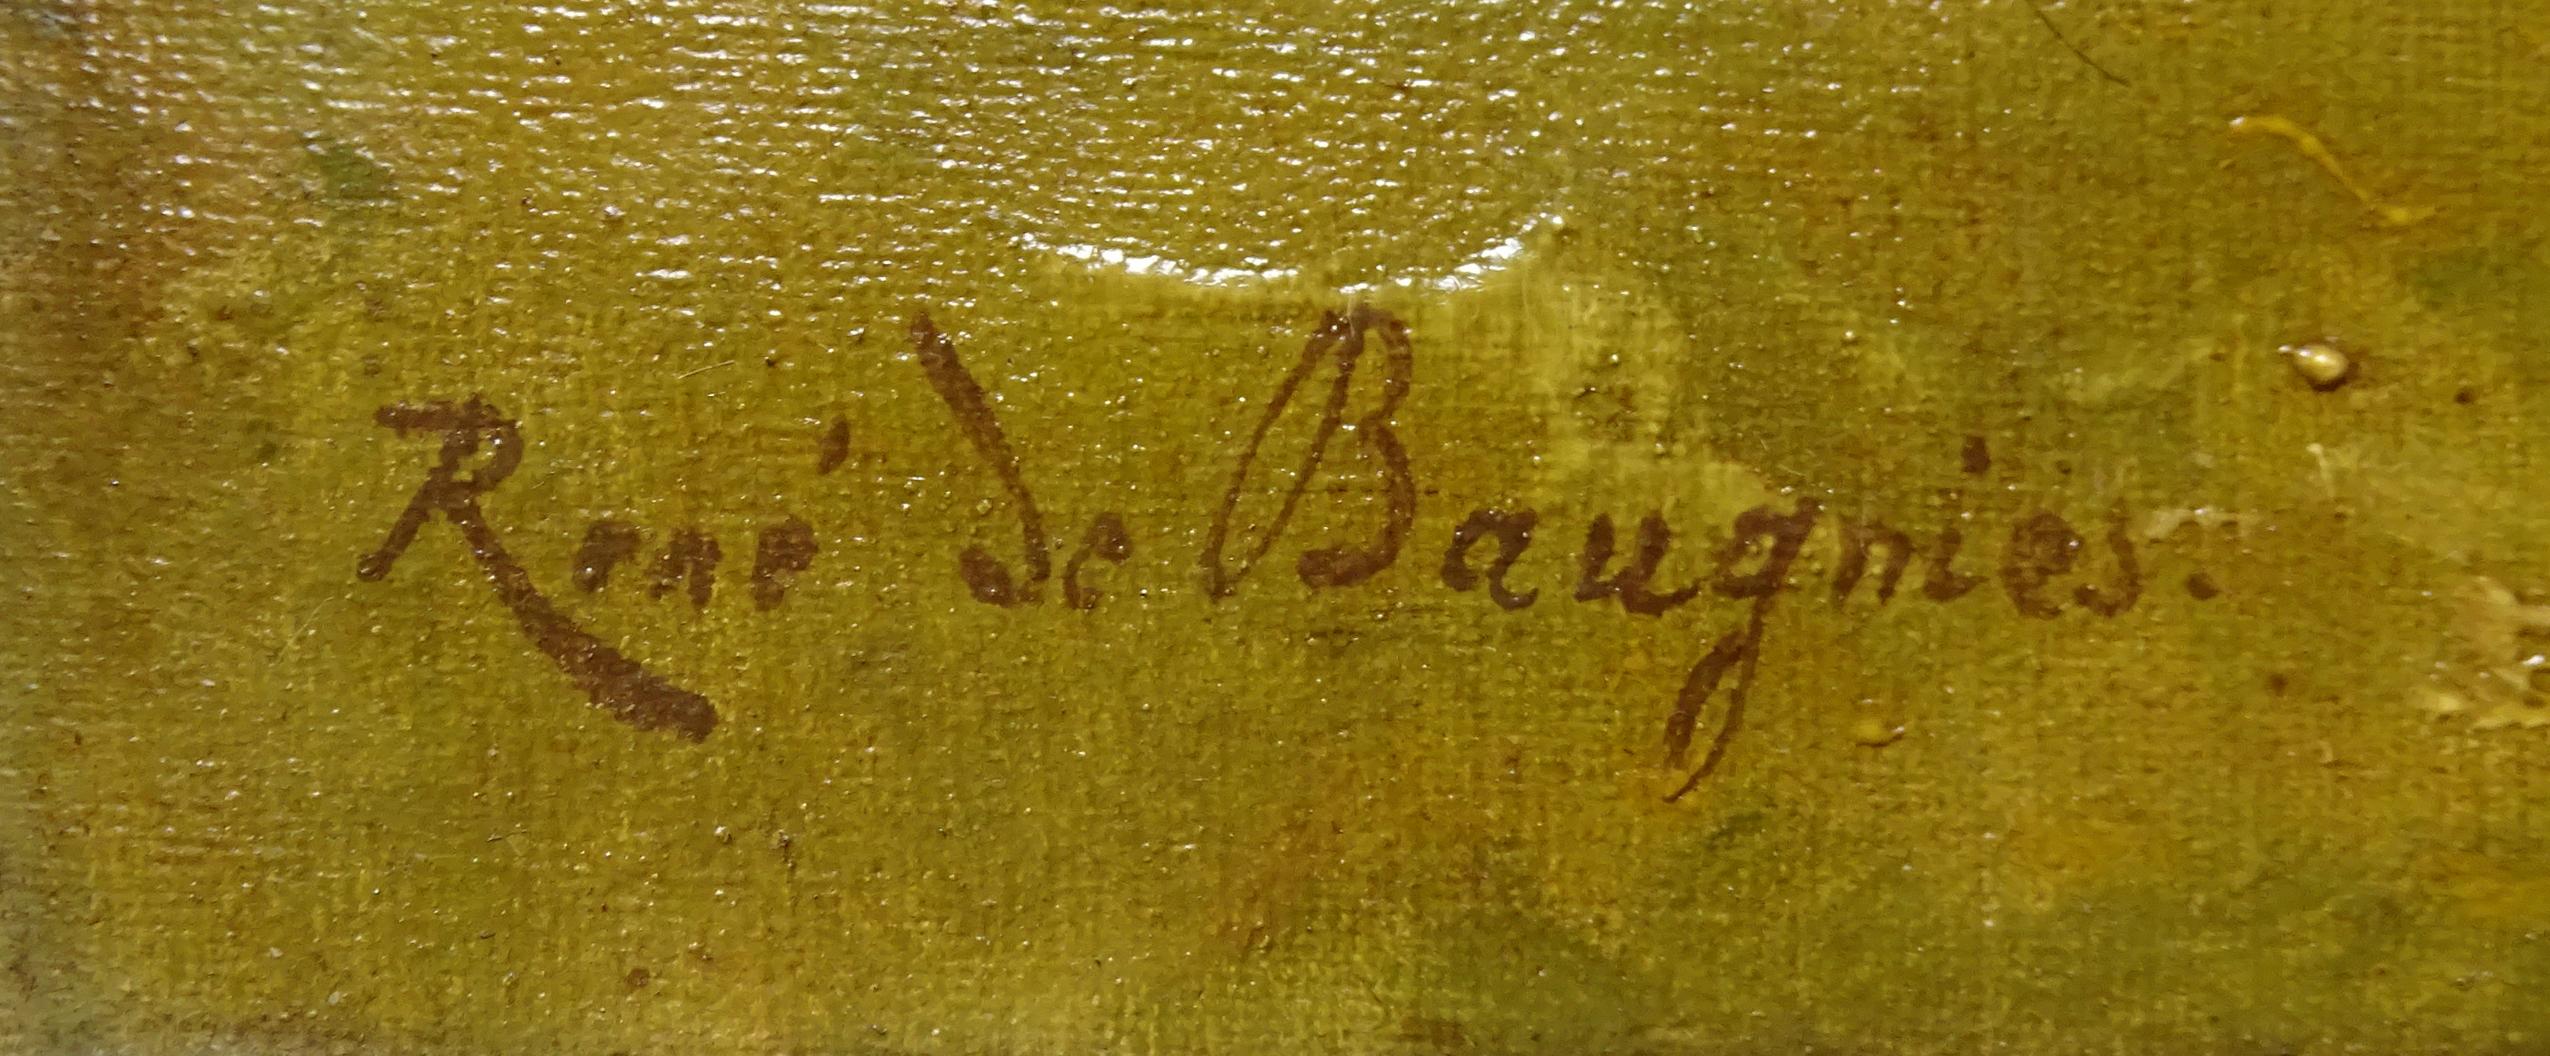 René de Baugnies.